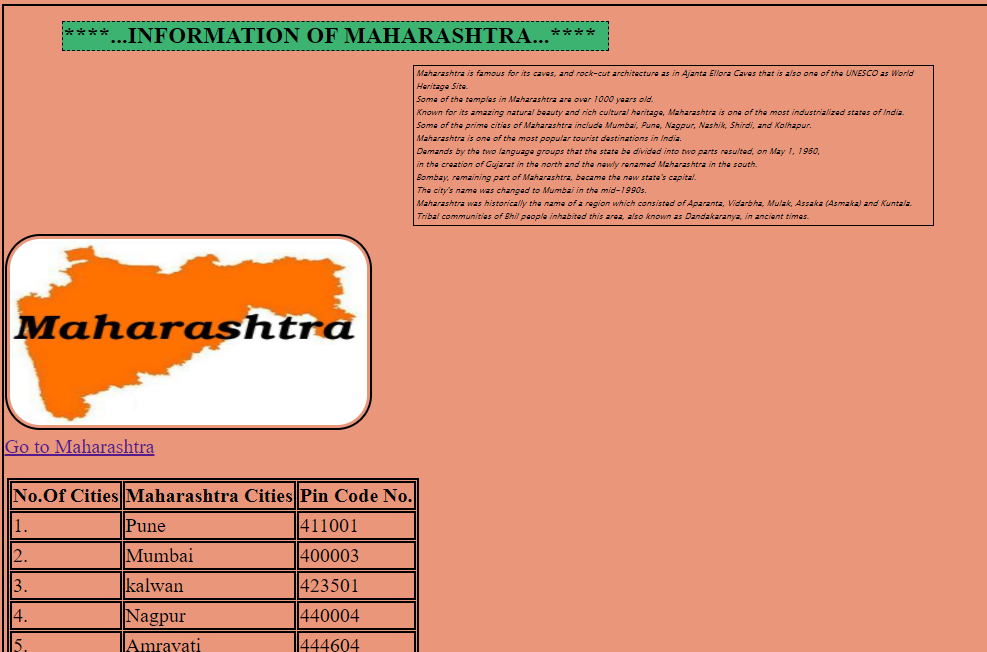 ****...INFORMATION OF MAHARASHTRA...****
Maharashtra is famous for its caves, and rock-cut architecture as in Ajanta Ellora Caves that is also one of the UNESCO as World
Heritage Site.
Some of the temples in Maharashtra are over 1000 years old.
Known for its amazing natural beauty and rich cultural heritage, Maharashtra is one of the most industrialized states of India.
Some of the prime cities of Maharashtra include Mumbai, Pune, Nagpur, Nashik, Shirdi, and Kolhapur.
Maharashtra is one of the most popular tourist destinations in India.
Demands by the two language groups that the state be divided into two parts resulted, on May 1, 1960,
in the creation of Gujarat in the north and the newly renamed Maharashtra in the south.
Bombay, remaining part of Maharashtra, became the new state's capital.
The city's name was changed to Mumbai in the mid-1990s.
Maharashtra was historically the name of a region which consisted of Aparanta, Vidarbha, Mulak, Assaka (Asmaka) and Kuntala.
Tribal communities of Bhil people inhabited this area, also known as Dandakaranya, in ancient times.
Maharashtra
Go to Maharashtra
No.Of Cities Maharashtra Cities Pin Code No.
1. Pune 411001
2. Mumbai 400003
3. kalwan 423501
4. Nagpur 440004
5. Amravati 444604